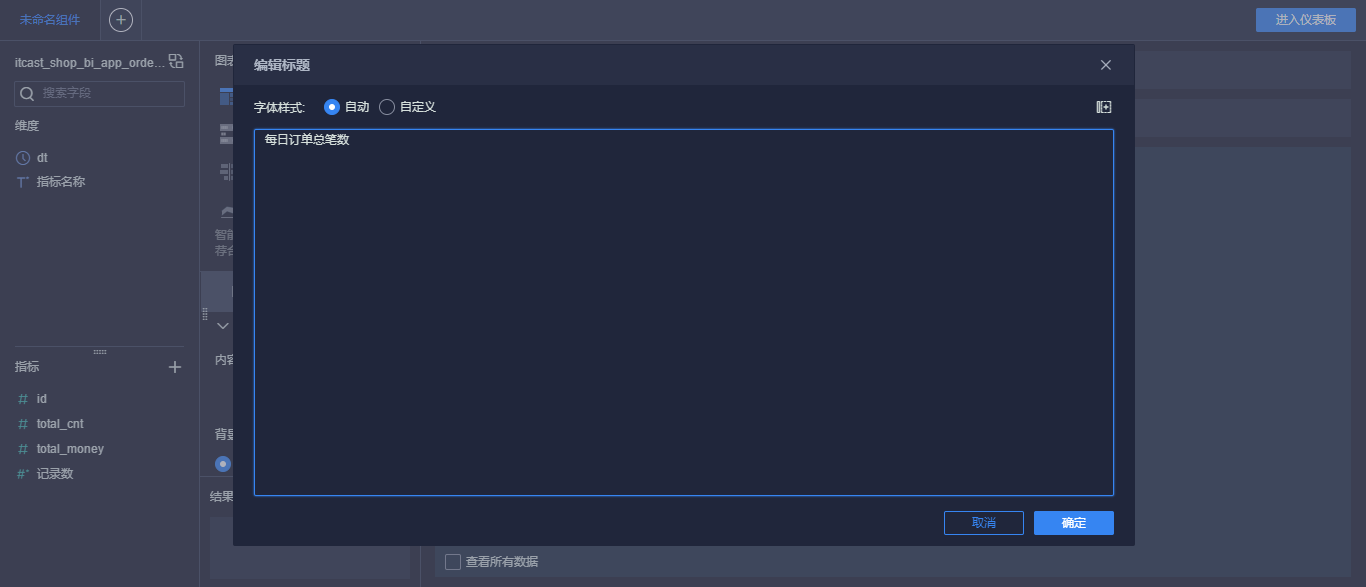 未命名组件
进入仪表板
itcast_shop_bi_app_orde...
图表
搜索字段
维度
dt
指标名称
编辑标题
字体样式:
自动
自定义
每日订单总笔数
智能
荐合
内容
指标
id
total_cnt
total_money
记录数
背景
结果
取消
确定
查看所有数据